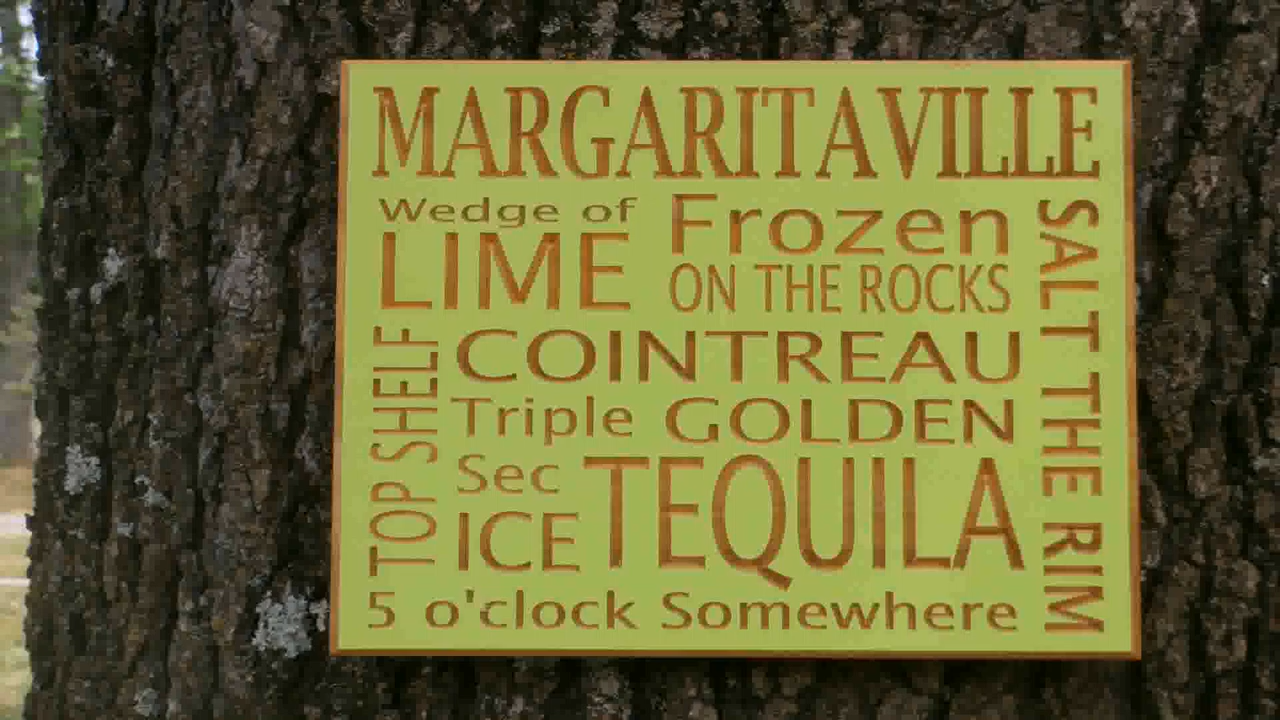 MARGARITAVILLE
Wedge of
LIME
Frozen
ON THE ROCKS
SALT THE RIM
TOP SHELF
COINTREAU
Triple
Sec
GOLDEN
TEQUILA
ICE
5 o'clock Somewhere